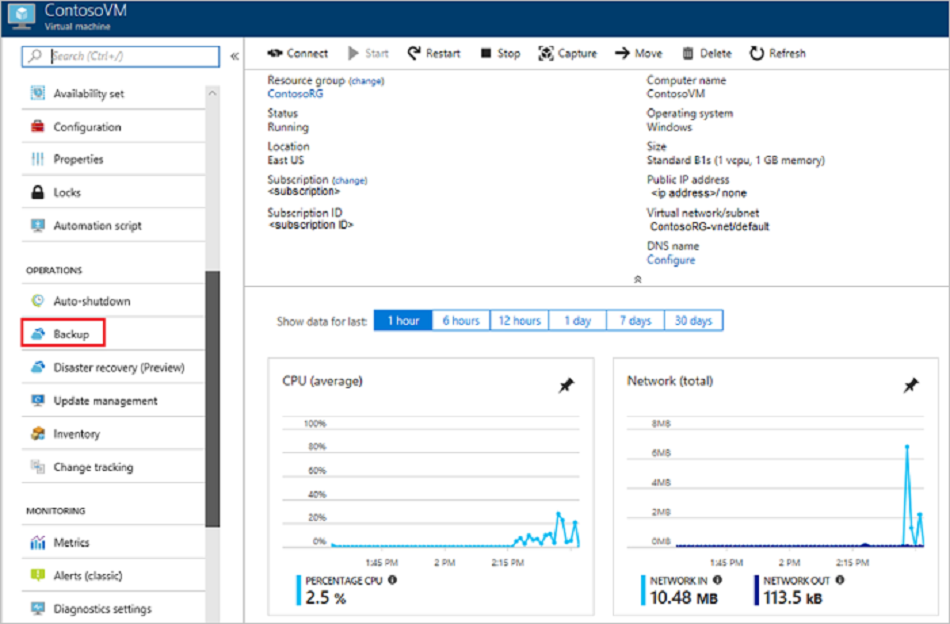 ContosoVM
Virtual machine
Search (Ctrl+/)
«
Availability set
Configuration
Properties
Locks
Automation script
OPERATIONS
Auto-shutdown
Backup
Disaster recovery (Preview)
Update management
Inventory
Change tracking
MONITORING
Metrics
Alerts (classic)
Diagnostics settings
Connect Start Restart Stop Capture Move Delete Refresh
Resource group (change)
ContosoRG
Status
Running
Location
East US
Subscription (change)
<subscription>
Subscription ID
<subscription ID>
Computer name
ContosoVM
Operating system
Windows
Size
Standard B1s (1 vcpu, 1 GB memory)
Public IP address
<ip address>/ none
Virtual network/subnet
ContosoRG-vnet/default
DNS name
Configure
Show data for last: 1 hour 6 hours 12 hours 1 day 7 days 30 days
CPU (average)
100%
80%
60%
40%
20%
0%
1:45 PM 2 PM 2:15 PM
PERCENTAGE CPU
2.5 %
Network (total)
8MB
6MB
4MB
2MB
0MB
1:45 PM 2 PM 2:15 PM
NETWORK IN NETWORK OUT
10.48 MB 113.5 kB